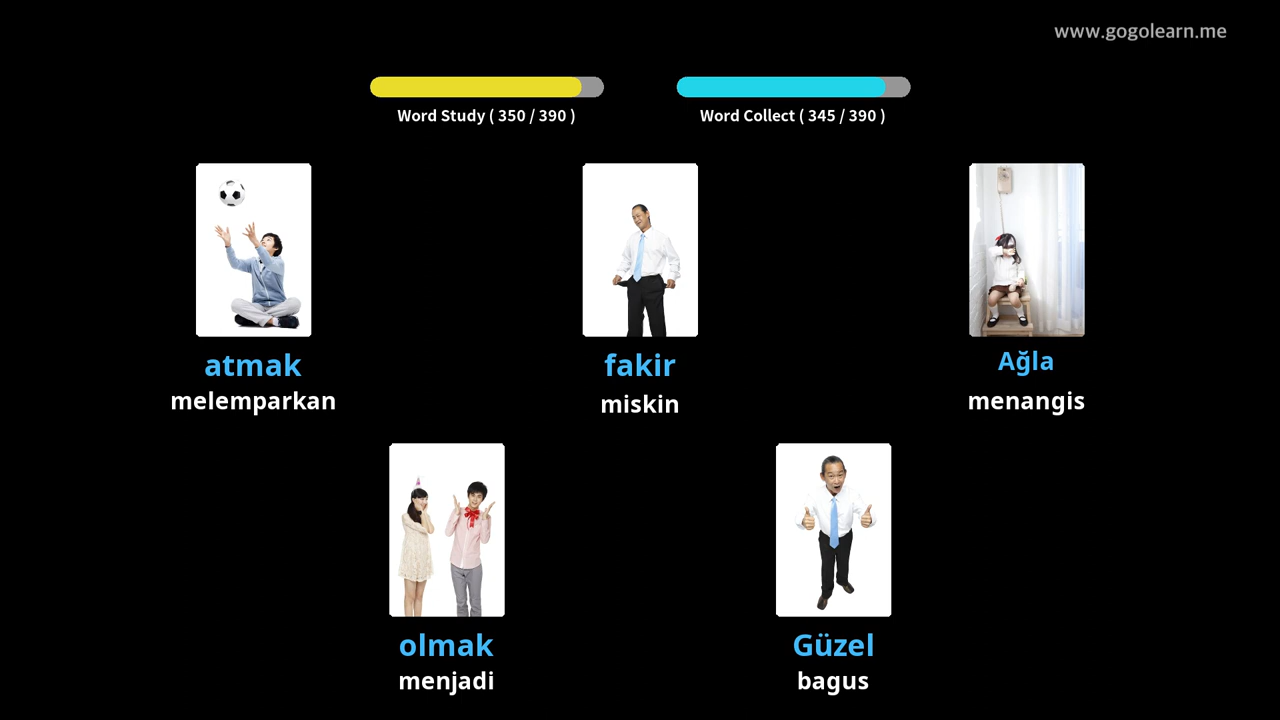 www.gogolearn.me
Word Study ( 350 / 390 )
Word Collect ( 345 / 390 )
atmak
melemparkan
fakir
miskin
Ağla
menangis
olmak
menjadi
Güzel
bagus